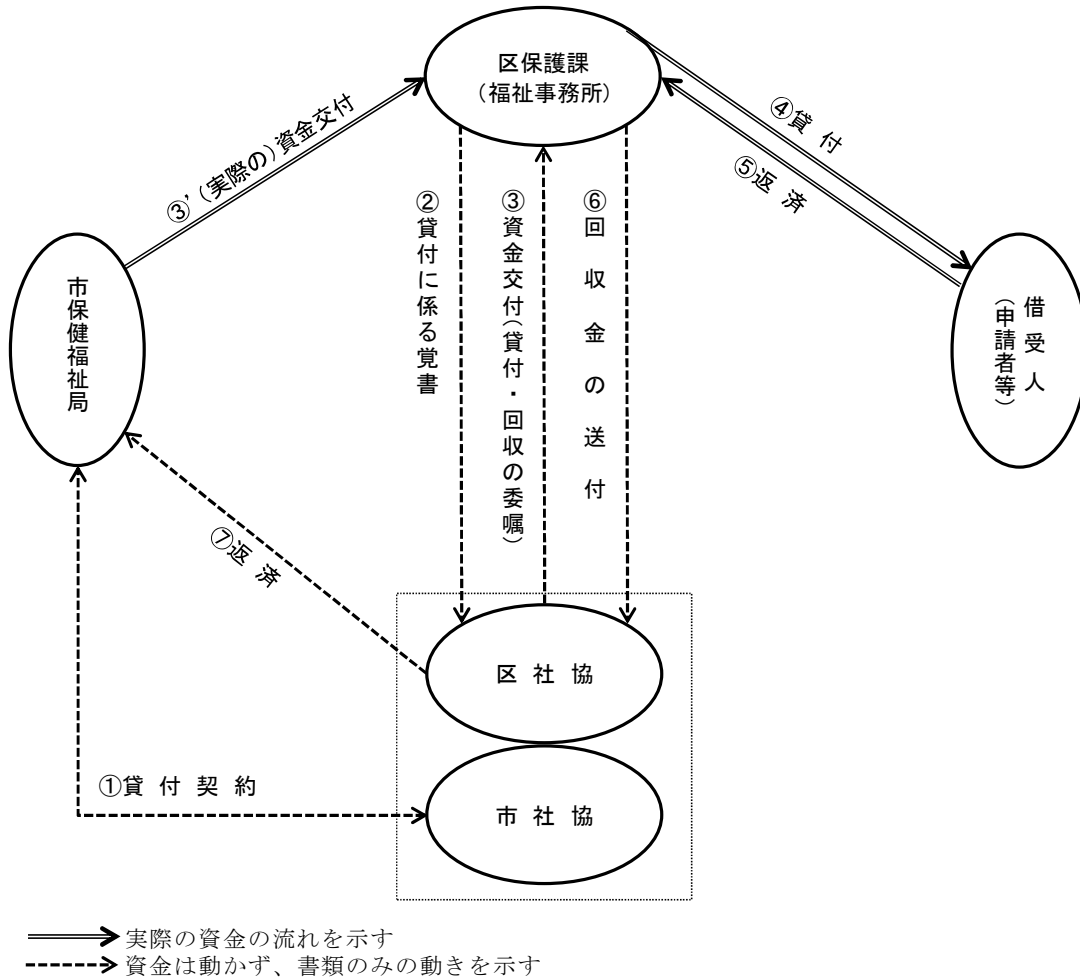 区保護課
(福祉事務所)
③'(実際の)資金交付
④貸付
⑤返済
②貸付に係る覚書
③資金交付(貸付・回収の委嘱)
⑥回収金の送付
市保健福祉局
借受人
(申請者等)
⑦返済
区社協
①貸付契約
市社協
実際の資金の流れを示す
資金は動かず、書類のみの動きを示す